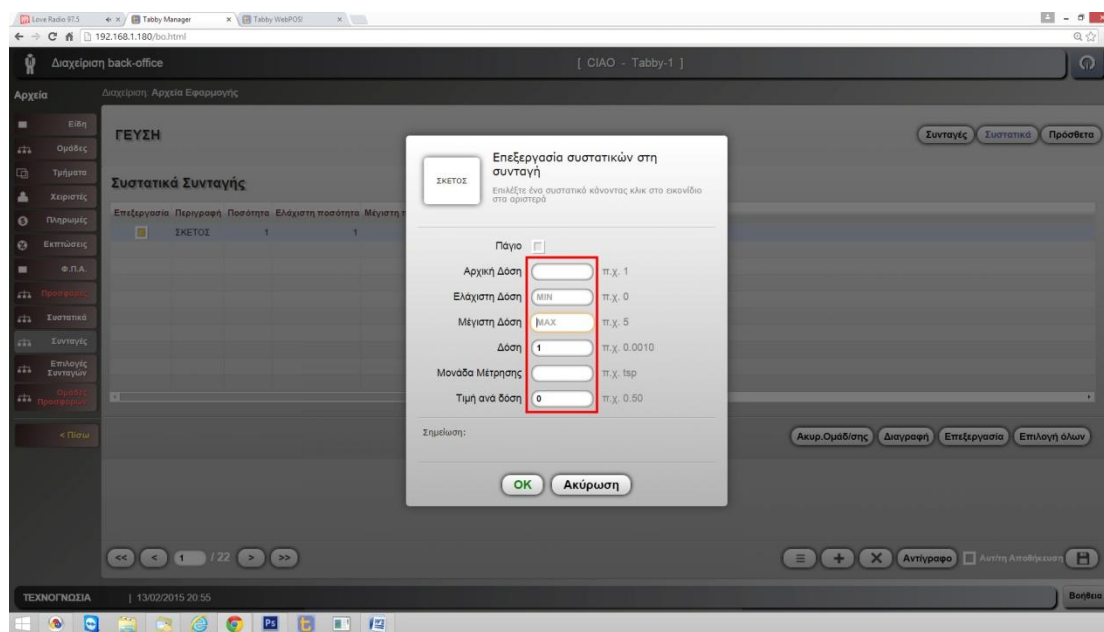 Love Radio 97.5
Tabby Manager
Tabby WebPOS!
192.168.1.180/bo.html
Διαχείριση back-office
[ CIAO - Tabby-1 ]
Αρχεία
Διαχείριση: Αρχεία Εφαρμογής
Είδη
Ομάδες
Τμήματα
Χειριστές
Πληρωμές
Εκπτώσεις
Φ.Π.Α.
Προσφορές
Συστατικά
Συνταγές
Επιλογές Συνταγών
Ομάδες Προσφορών
< Πίσω
ΓΕΥΣΗ
Συνταγές Συστατικά Πρόσθετα
Συστατικά Συνταγής
Επεξεργασία Περιγραφή Ποσότητα Ελάχιστη ποσότητα Μέγιστη π
ΣΚΕΤΟΣ 1 1
ΣΚΕΤΟΣ
Επεξεργασία συστατικών στη
συνταγή
Επιλέξτε ένα συστατικό κάνοντας κλικ στο εικονίδιο
στα αριστερά
Πάγιο
Αρχική Δόση π.χ. 1
Ελάχιστη Δόση MIN π.χ. 0
Μέγιστη Δόση MAX π.χ. 5
Δόση 1 π.χ. 0.0010
Μονάδα Μέτρησης π.χ. tsp
Τιμή ανά δόση 0 π.χ. 0.50
Σημείωση:
OK Ακύρωση
Ακυρ.Ομάδ/σης Διαγραφή Επεξεργασία Επιλογή όλων
<< < 1 / 22 > >>
Αντίγραφο Αυτ/τη Αποθήκευση
ΤΕΧΝΟΓΝΩΣΙΑ | 13/02/2015 20:55
Βοήθεια
Ps